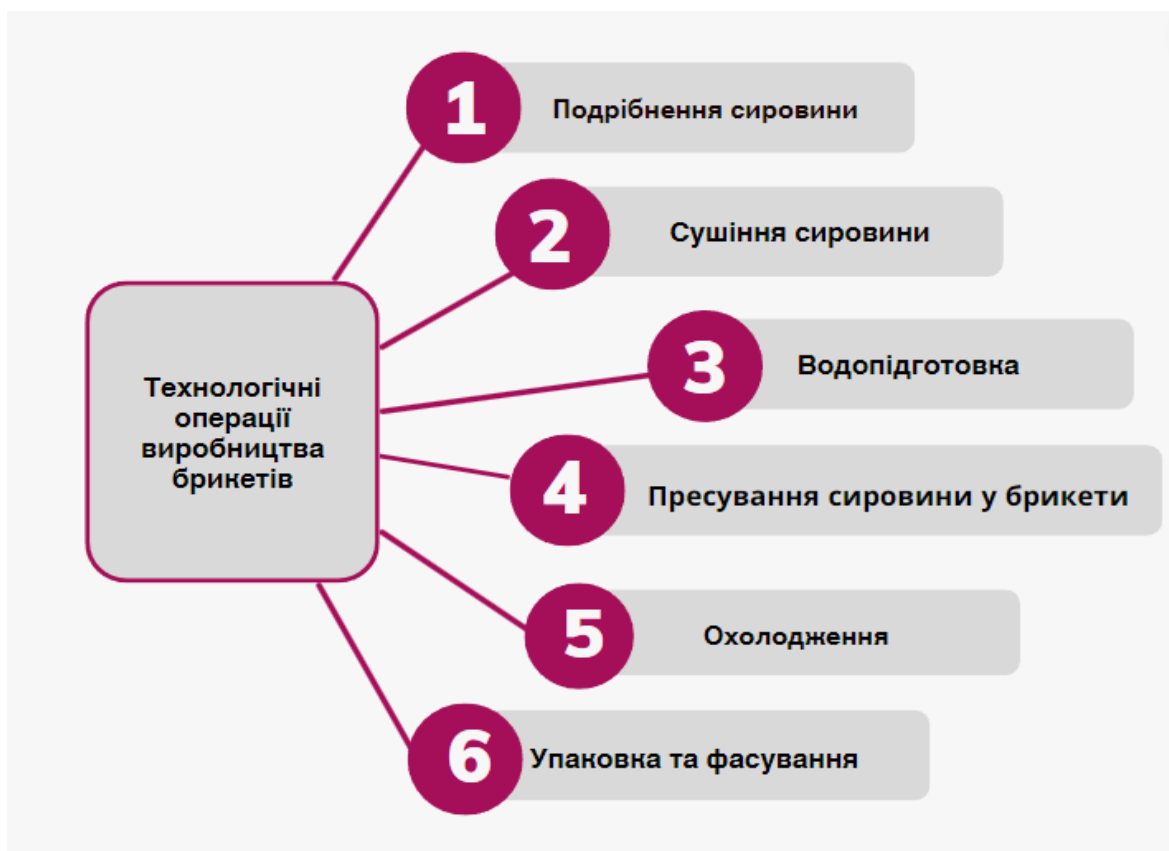 1
Подрібнення сировини
2
Сушіння сировини
3
Водопідготовка
Технологічні
операції
виробництва
брикетів
4
Пресування сировини у брикети
5
Охолодження
6
Упаковка та фасування